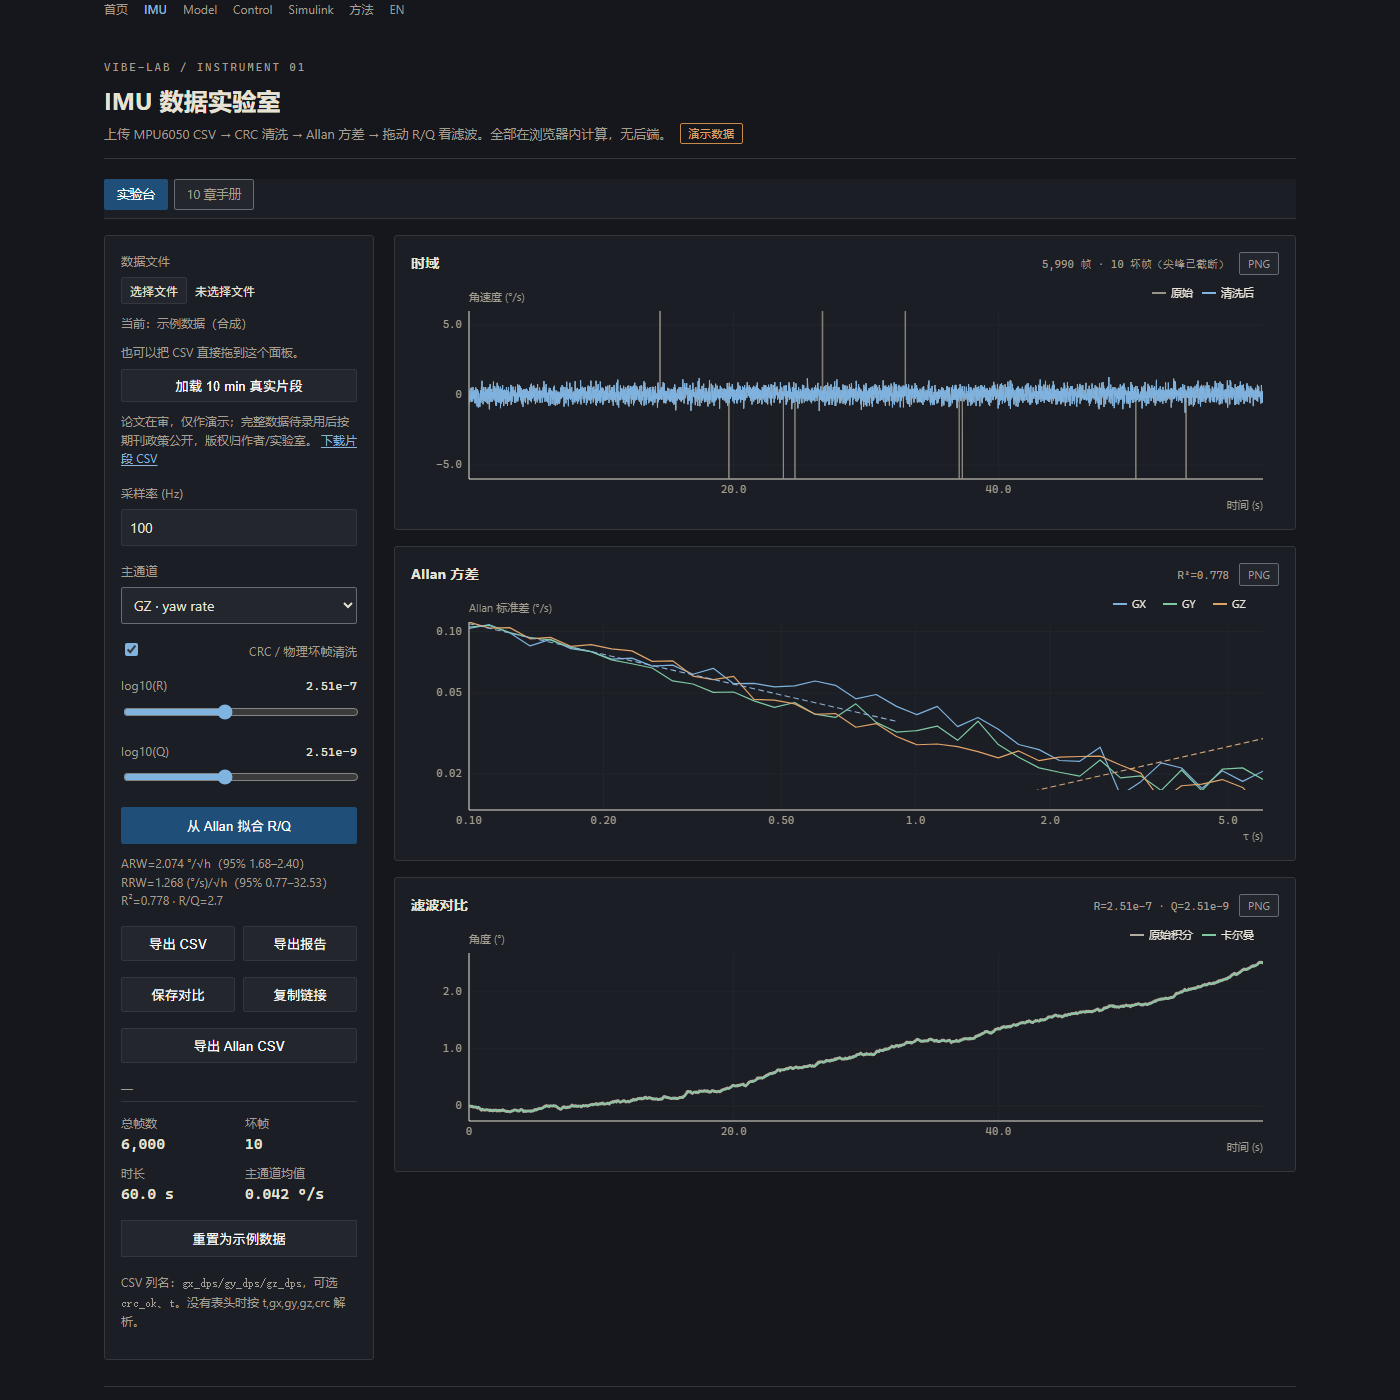 首页 IMU Model Control Simulink 方法 EN
VIBE-LAB / INSTRUMENT 01
IMU 数据实验室
上传 MPU6050 CSV → CRC 清洗 → Allan 方差 → 拖动 R/Q 看滤波。全部在浏览器内计算，无后端。 演示数据
实验台 10 章手册
数据文件
选择文件 未选择文件
当前：示例数据（合成）
也可以把 CSV 直接拖到这个面板。
加载 10 min 真实片段
论文在审，仅作演示；完整数据待录用后按
期刊政策公开，版权归作者/实验室。 下载片
段 CSV
采样率 (Hz)
100
主通道
GZ · yaw rate
CRC / 物理坏帧清洗
log10(R) 2.51e-7
log10(Q) 2.51e-9
从 Allan 拟合 R/Q
ARW=2.074 °/√h（95% 1.68–2.40）
RRW=1.268 (°/s)/√h（95% 0.77–32.53）
R²=0.778 · R/Q=2.7
导出 CSV 导出报告
保存对比 复制链接
导出 Allan CSV
—
总帧数 坏帧
6,000 10
时长 主通道均值
60.0 s 0.042 °/s
重置为示例数据
CSV 列名：gx_dps/gy_dps/gz_dps，可选
crc_ok、t。没有表头时按 t,gx,gy,gz,crc 解
析。
时域 5,990 帧 · 10 坏帧（尖峰已截断） PNG
角速度 (°/s) 原始 清洗后
5.0
0
−5.0
20.0 40.0
时间 (s)
Allan 方差 R²=0.778 PNG
Allan 标准差 (°/s) GX GY GZ
0.10
0.05
0.02
0.10 0.20 0.50 1.0 2.0 5.0
τ (s)
滤波对比 R=2.51e-7 · Q=2.51e-9 PNG
角度 (°) 原始积分 卡尔曼
2.0
1.0
0
0 20.0 40.0
时间 (s)